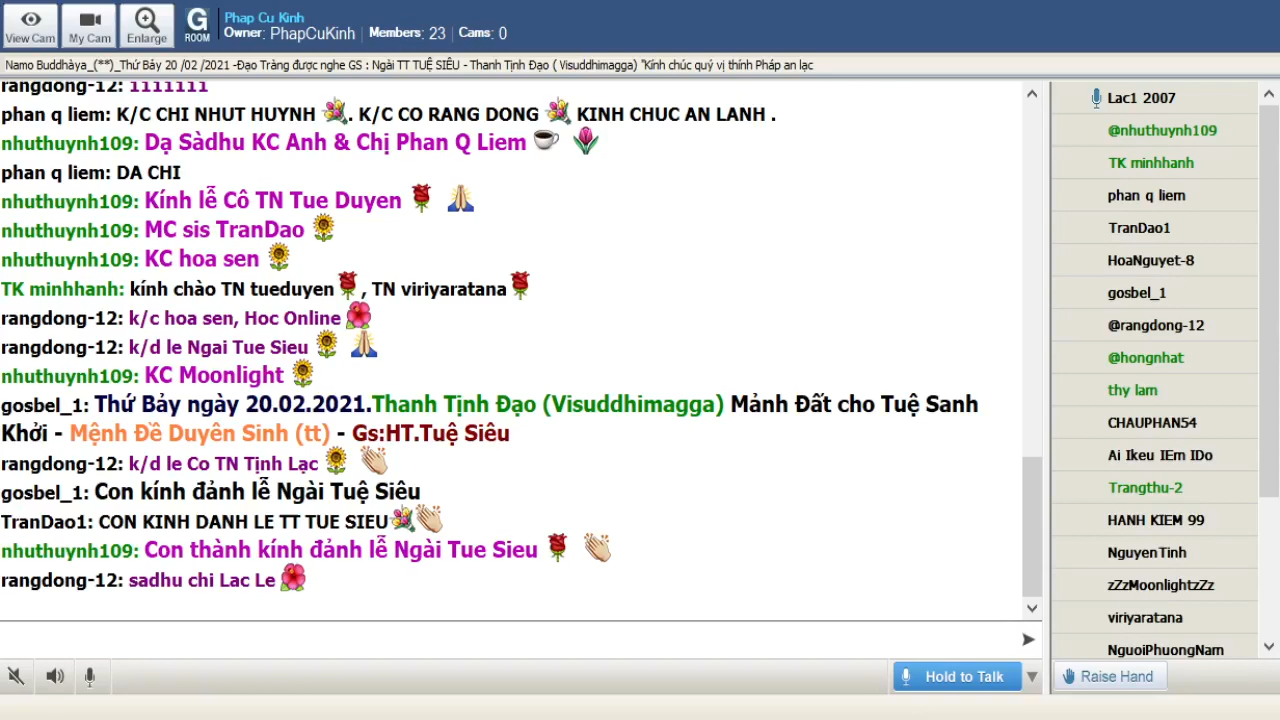 View Cam
My Cam
Enlarge
G
ROOM
Phap Cu Kinh
Owner: PhapCuKinh Members: 23 Cams: 0
Namo Buddhàya_(**)_Thứ Bảy 20 /02 /2021 -Đạo Tràng được nghe GS : Ngài TT TUỆ SIÊU - Thanh Tịnh Đạo ( Visuddhimagga) "Kính chúc quý vị thính Pháp an lạc
rangdong-12: 1111111
phan q liem: K/C CHI NHUT HUYNH . K/C CO RANG DONG KINH CHUC AN LANH .
nhuthuynh109: Dạ Sàdhu KC Anh & Chị Phan Q Liem
phan q liem: DA CHI
nhuthuynh109: Kính lễ Cô TN Tue Duyen
nhuthuynh109: MC sis TranDao
nhuthuynh109: KC hoa sen
TK minhhanh: kính chào TN tueduyen , TN viriyaratana
rangdong-12: k/c hoa sen, Hoc Online
rangdong-12: k/d le Ngai Tue Sieu
nhuthuynh109: KC Moonlight
gosbel_1: Thứ Bảy ngày 20.02.2021.Thanh Tịnh Đạo (Visuddhimagga) Mảnh Đất cho Tuệ Sanh
Khởi - Mệnh Đề Duyên Sinh (tt) - Gs:HT.Tuệ Siêu
rangdong-12: k/d le Co TN Tịnh Lạc
gosbel_1: Con kính đảnh lễ Ngài Tuệ Siêu
TranDao1: CON KINH DANH LE TT TUE SIEU
nhuthuynh109: Con thành kính đảnh lễ Ngài Tue Sieu
rangdong-12: sadhu chi Lac Le
Lac1 2007
@nhuthuynh109
TK minhhanh
phan q liem
TranDao1
HoaNguyet-8
gosbel_1
@rangdong-12
@hongnhat
thy lam
CHAUPHAN54
Ai Ikeu IEm IDo
Trangthu-2
HANH KIEM 99
NguyenTinh
zZzMoonlightzZz
viriyaratana
NguoiPhuongNam
Hold to Talk
Raise Hand